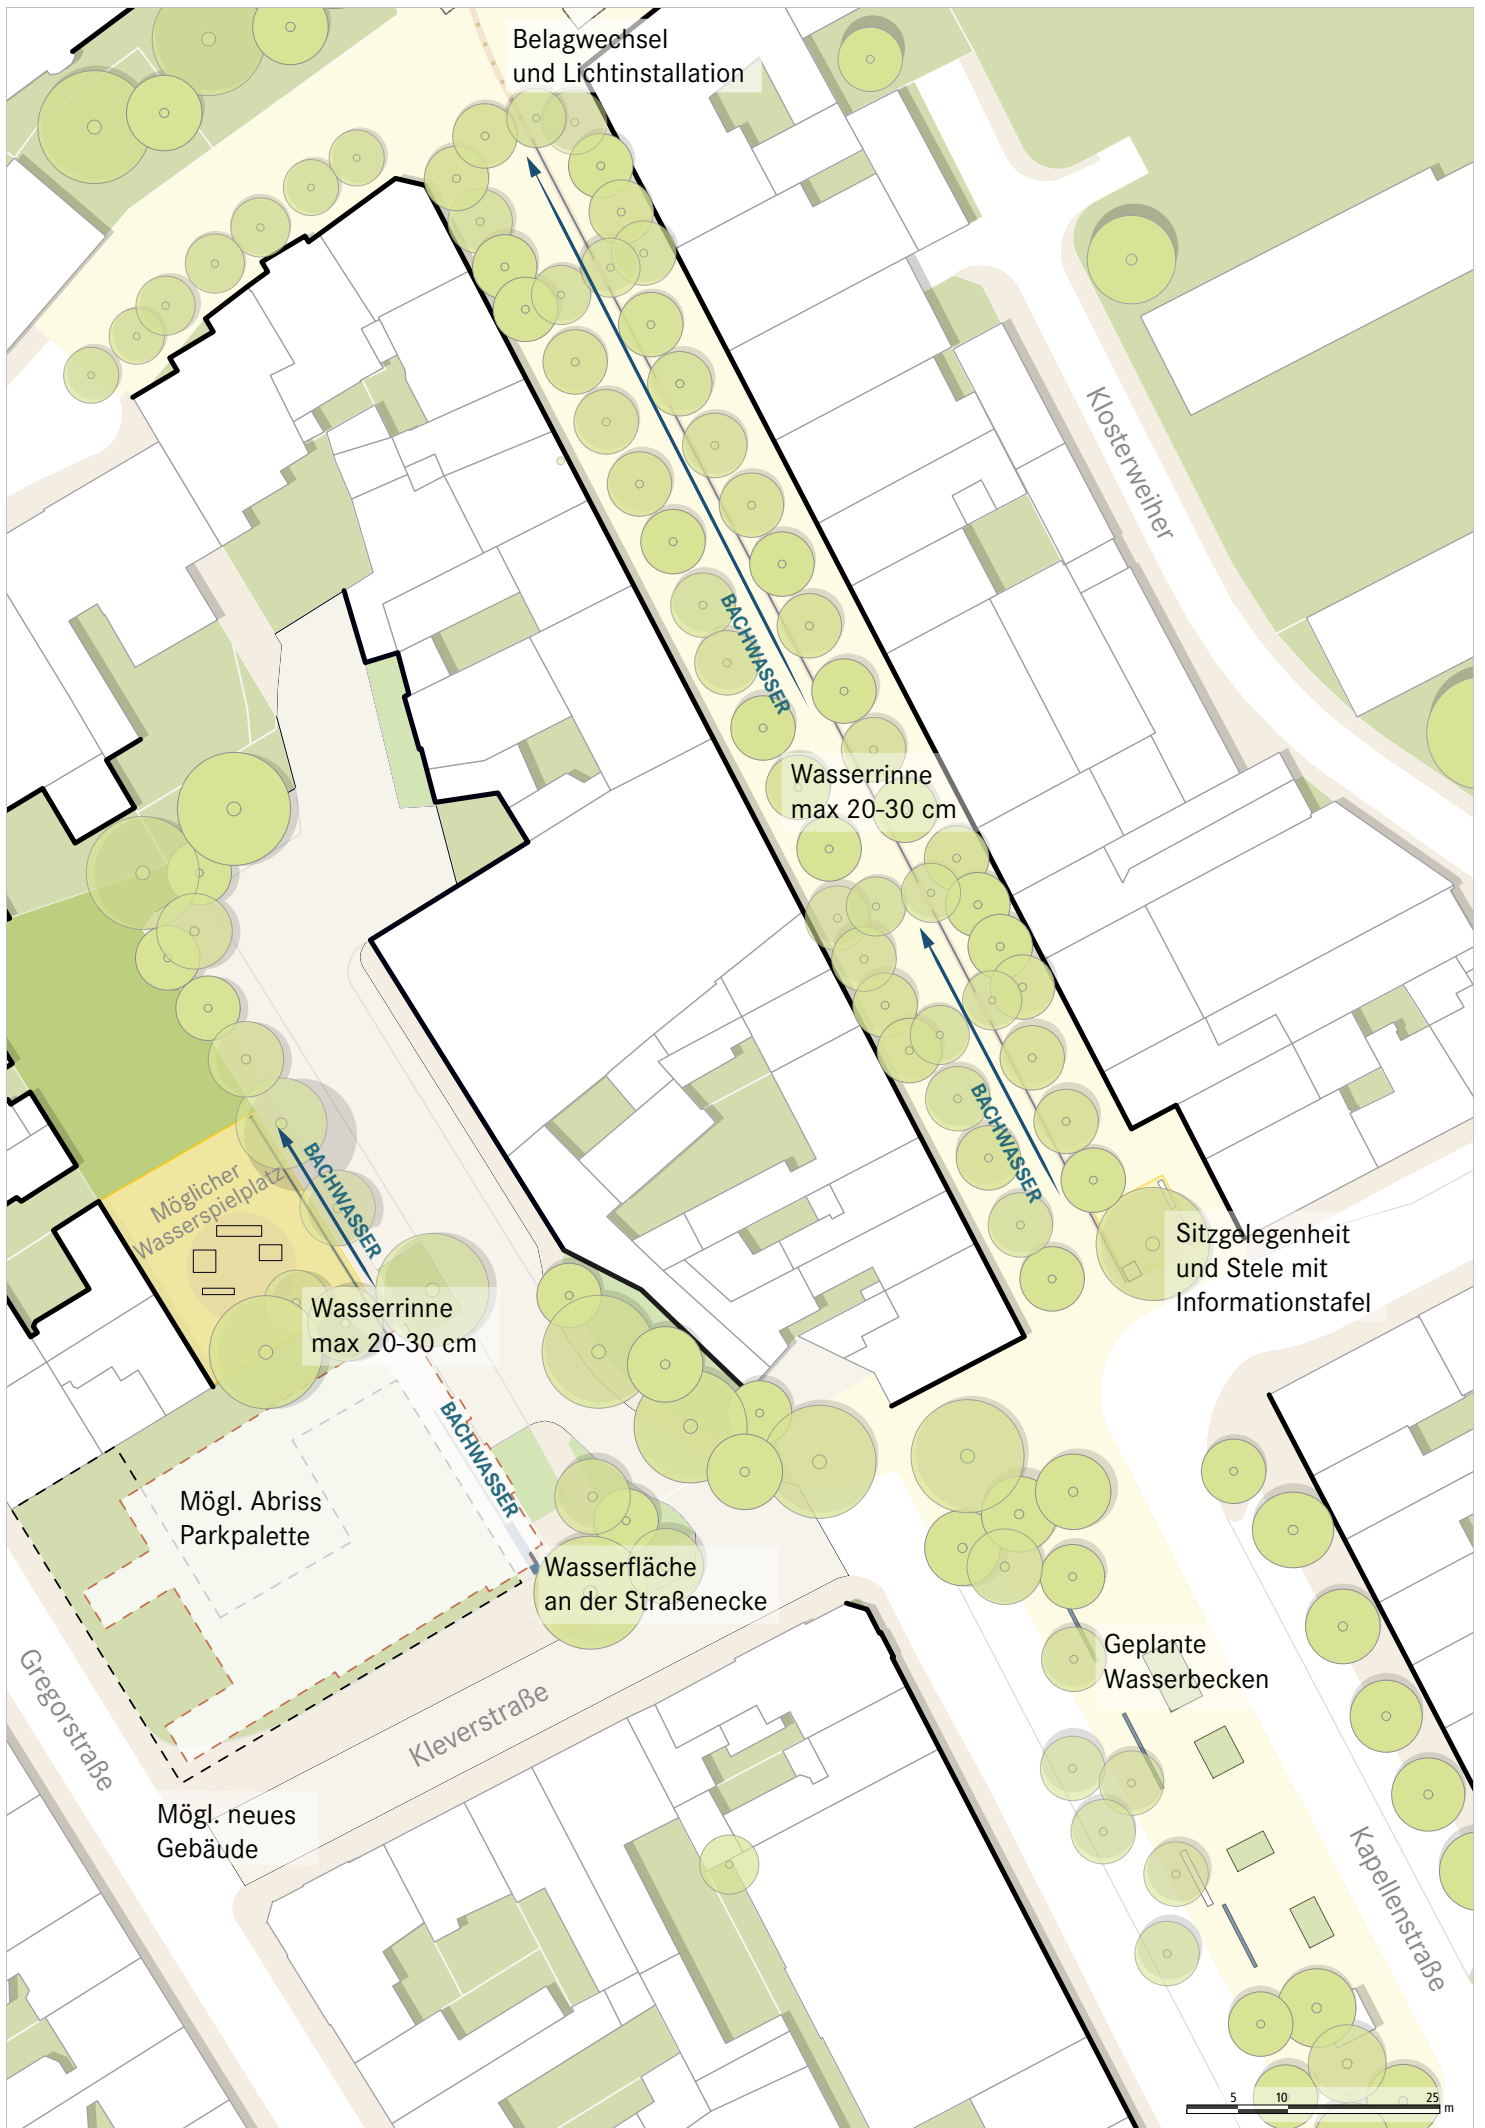 Belagwechsel
und Lichtinstallation
Klosterweiher
BACHWASSER
Wasserrinne
max 20-30 cm
BACHWASSER
BACHWASSER
Möglicher
Wasserspielplatz
Sitzgelegenheit
und Stele mit
Informationstafel
Wasserrinne
max 20-30 cm
BACHWASSER
Mögl. Abriss
Parkpalette
Wasserfläche
an der Straßenecke
Geplante
Wasserbecken
Gregorstraße
Kleverstraße
Mögl. neues
Gebäude
Kapellenstraße
5 10 25
m